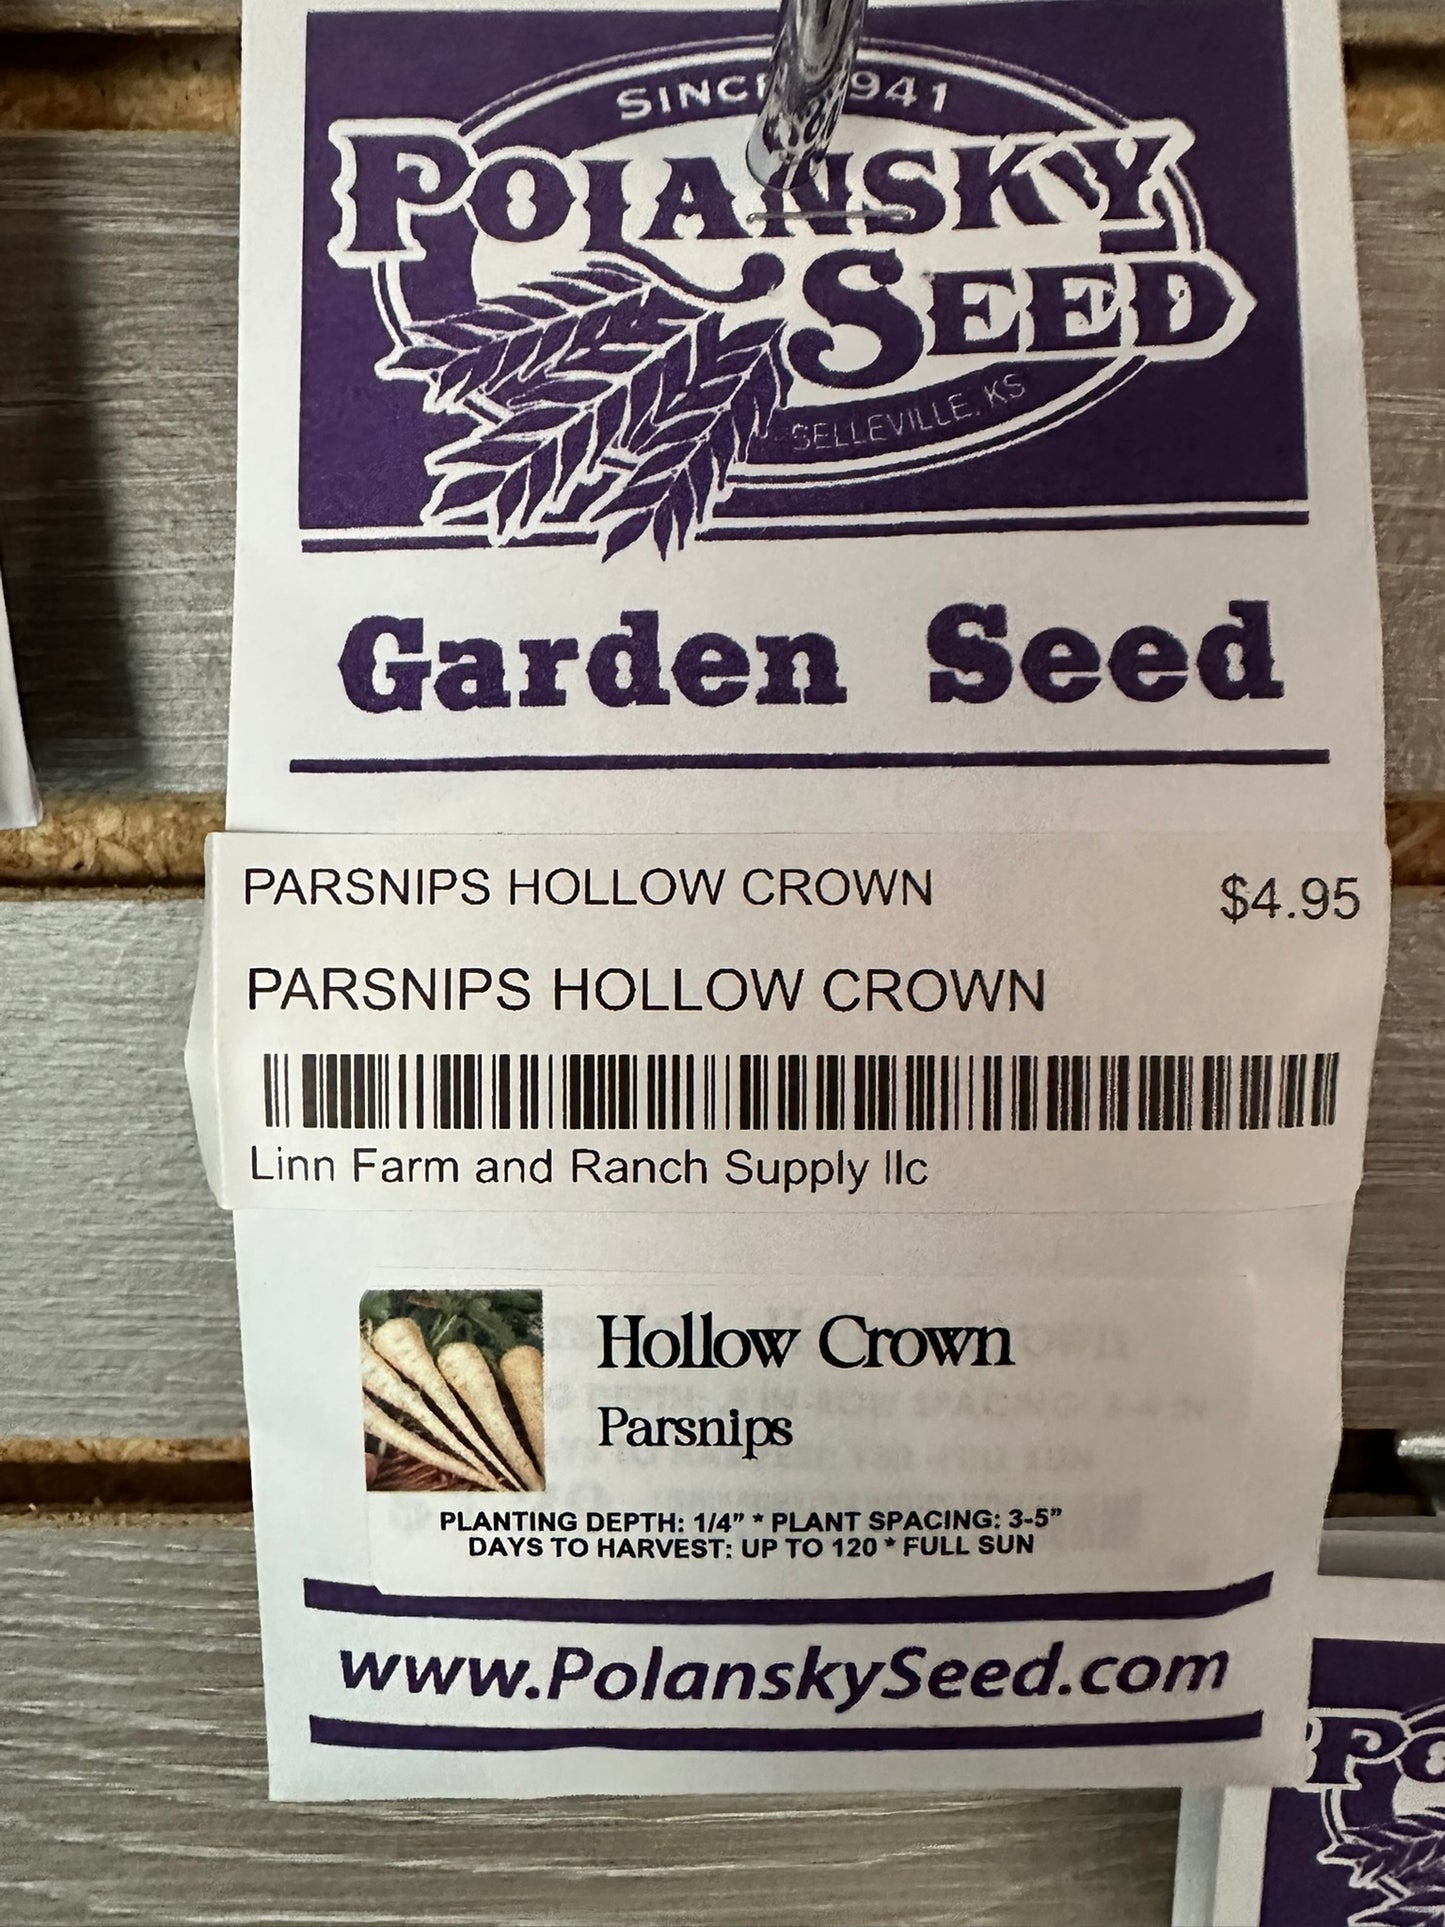 SINCE 1941
POLANSKY
SEED
BELLEVILLE, KS
Garden Seed
PARSNIPS HOLLOW CROWN $4.95
PARSNIPS HOLLOW CROWN
Linn Farm and Ranch Supply llc
Hollow Crown
Parsnips
PLANTING DEPTH: 1/4” * PLANT SPACING: 3-5”
DAYS TO HARVEST: UP TO 120 * FULL SUN
www.PolanskySeed.com